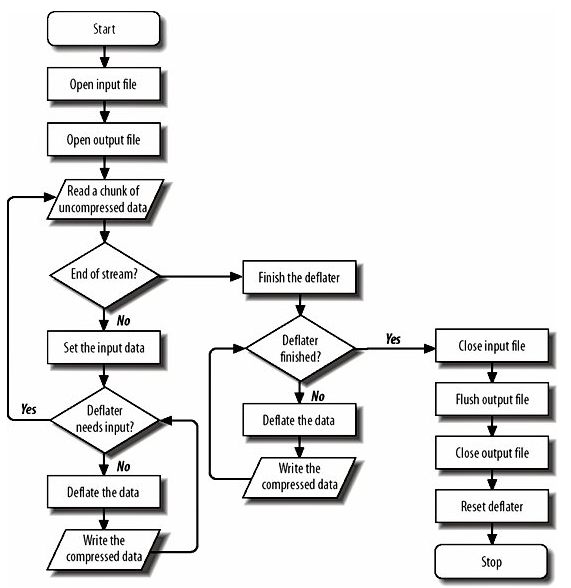 Start
Open input file
Open output file
Read a chunk of
uncompressed data
End of stream?
No
Set the input data
Deflater
needs input?
Yes
No
Deflate the data
Write the
compressed data
Finish the deflater
Deflater
finished?
Yes
No
Deflate the data
Write the
compressed data
Close input file
Flush output file
Close output file
Reset deflater
Stop